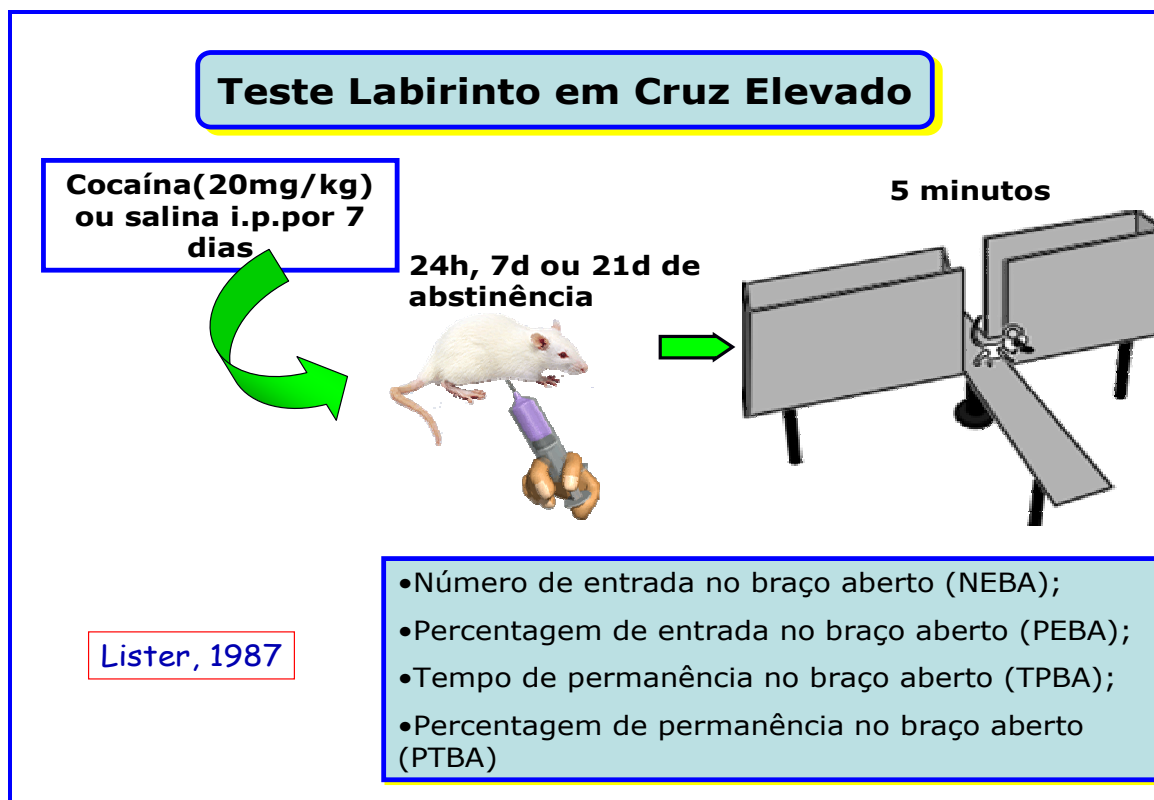 Teste Labirinto em Cruz Elevado
Cocaína(20mg/kg)
ou salina i.p.por 7
dias
5 minutos
24h, 7d ou 21d de
abstinência
•Número de entrada no braço aberto (NEBA);
•Percentagem de entrada no braço aberto (PEBA);
•Tempo de permanência no braço aberto (TPBA);
•Percentagem de permanência no braço aberto
(PTBA)
Lister, 1987